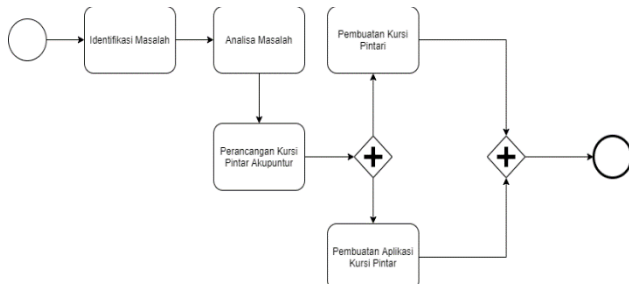 Identifikasi Masalah
Analisa Masalah
Pembuatan Kursi
Pintari
Perancangan Kursi
Pintar Akupuntur
Pembuatan Aplikasi
Kursi Pintar